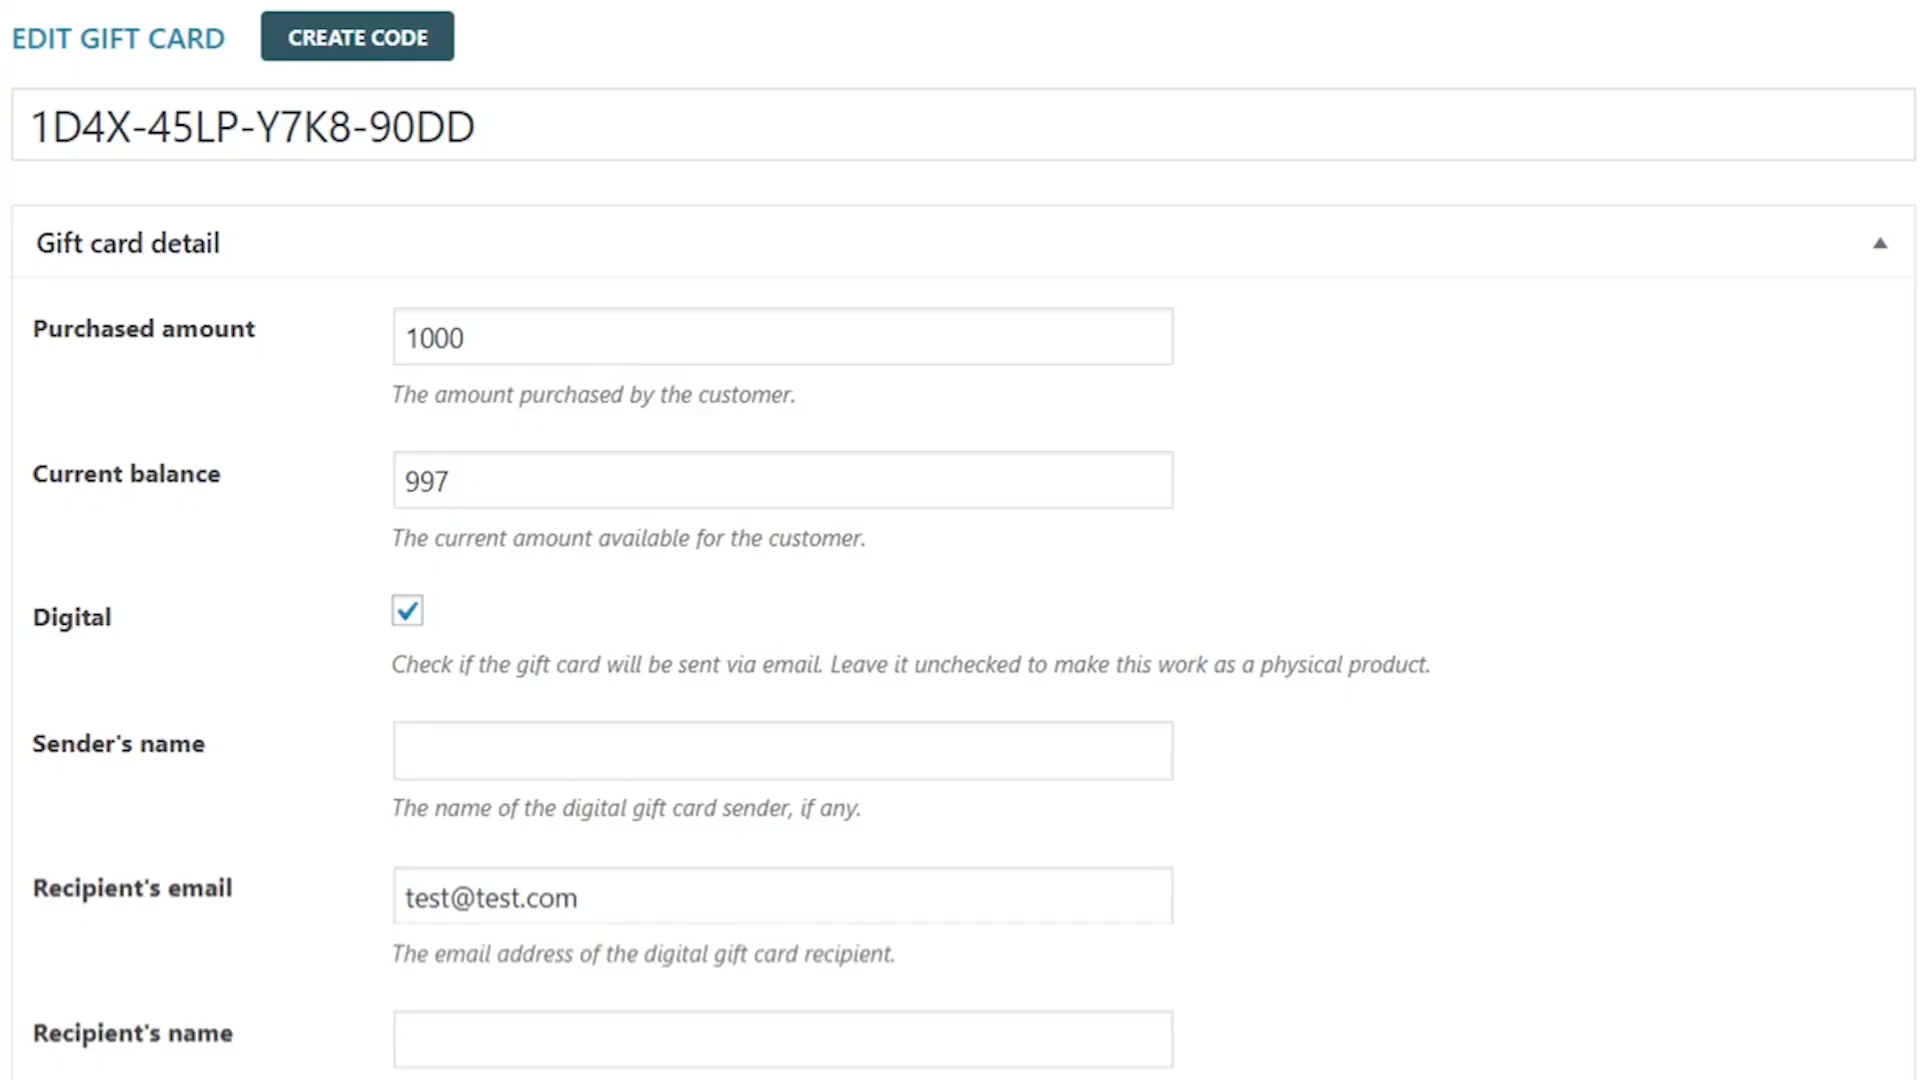 EDIT GIFT CARD CREATE CODE
1D4X-45LP-Y7K8-90DD
Gift card detail
Purchased amount
1000
The amount purchased by the customer.
Current balance
997
The current amount available for the customer.
Digital
Check if the gift card will be sent via email. Leave it unchecked to make this work as a physical product.
Sender's name
The name of the digital gift card sender, if any.
Recipient's email
test@test.com
The email address of the digital gift card recipient.
Recipient's name